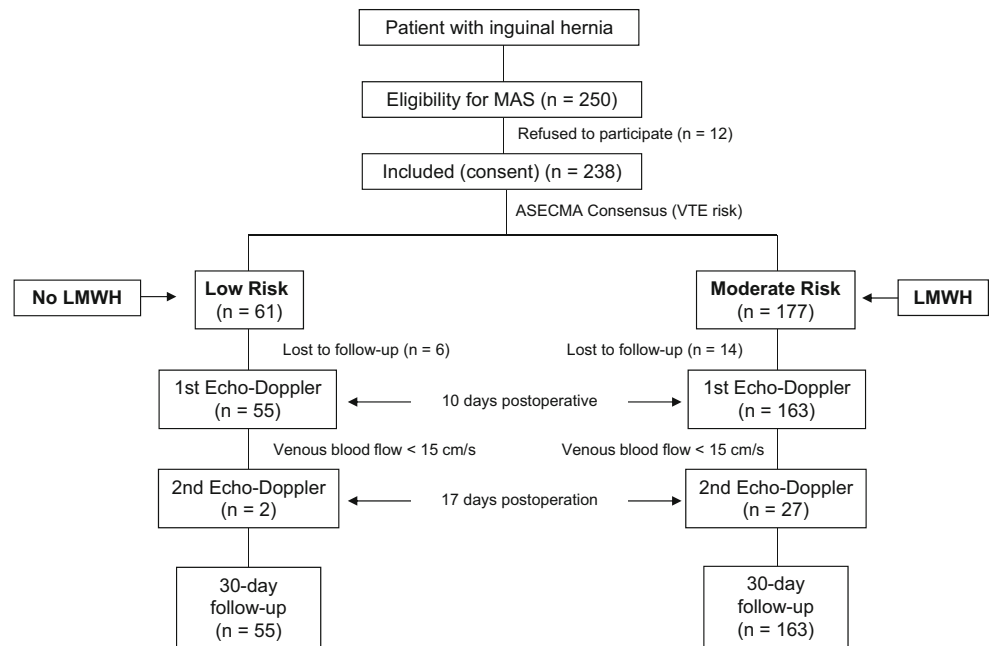 Patient with inguinal hernia
Eligibility for MAS (n = 250)
Refused to participate (n = 12)
Included (consent) (n = 238)
ASECMA Consensus (VTE risk)
No LMWH
Low Risk
(n = 61)
Moderate Risk
(n = 177)
LMWH
Lost to follow-up (n = 6)
Lost to follow-up (n = 14)
1st Echo-Doppler
(n = 55)
10 days postoperative
1st Echo-Doppler
(n = 163)
Venous blood flow < 15 cm/s
Venous blood flow < 15 cm/s
2nd Echo-Doppler
(n = 2)
17 days postoperation
2nd Echo-Doppler
(n = 27)
30-day
follow-up
(n = 55)
30-day
follow-up
(n = 163)